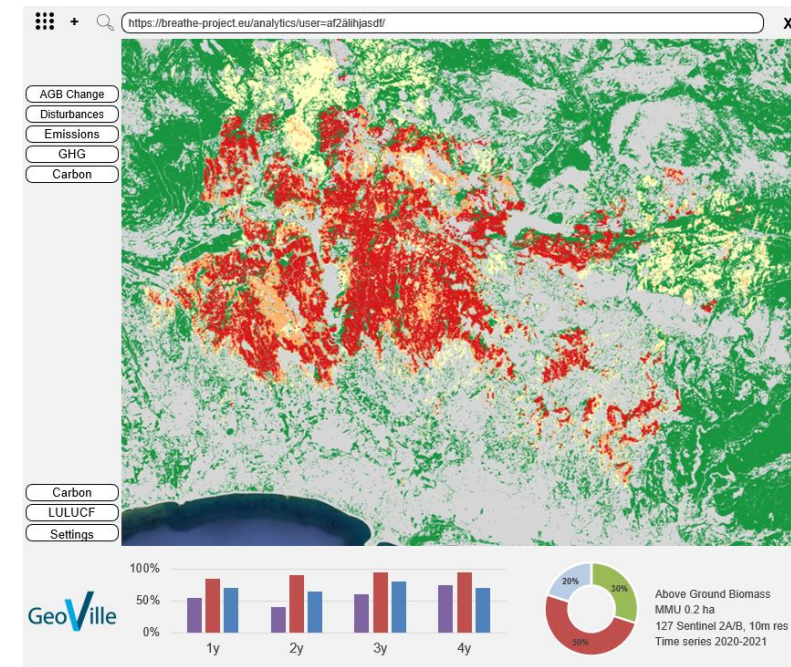 +
https://breathe-project.eu/analytics/user=af2älihjasdf/
X
AGB Change
Disturbances
Emissions
GHG
Carbon
Carbon
LULUCF
Settings
GeoVille
100%
50%
0%
1y
2y
3y
4y
20%
30%
50%
Above Ground Biomass
MMU 0.2 ha
127 Sentinel 2A/B, 10m res
Time series 2020-2021